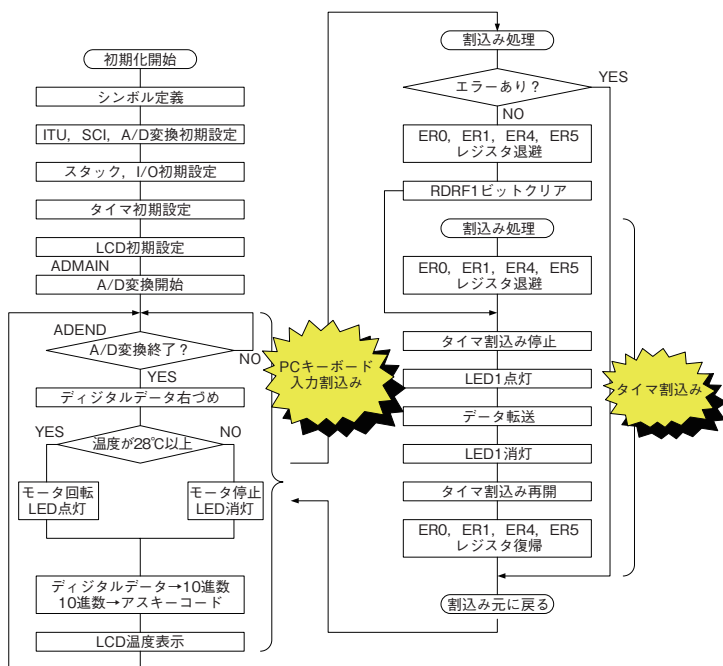 初期化開始
シンボル定義
ITU, SCI, A/D変換初期設定
スタック, I/O初期設定
タイマ初期設定
LCD初期設定
ADMAIN
A/D変換開始
ADEND
A/D変換終了？
NO
YES
ディジタルデータ右づめ
YES
NO
温度が28℃以上
モータ回転
LED点灯
モータ停止
LED消灯
ディジタルデータ→10進数
10進数→アスキーコード
LCD温度表示
PCキーボード
入力割込み
割込み処理
エラーあり？
YES
NO
ER0, ER1, ER4, ER5
レジスタ退避
RDRF1ビットクリア
割込み処理
ER0, ER1, ER4, ER5
レジスタ退避
タイマ割込み停止
LED1点灯
データ転送
LED1消灯
タイマ割込み再開
ER0, ER1, ER4, ER5
レジスタ復帰
割込み元に戻る
タイマ割込み